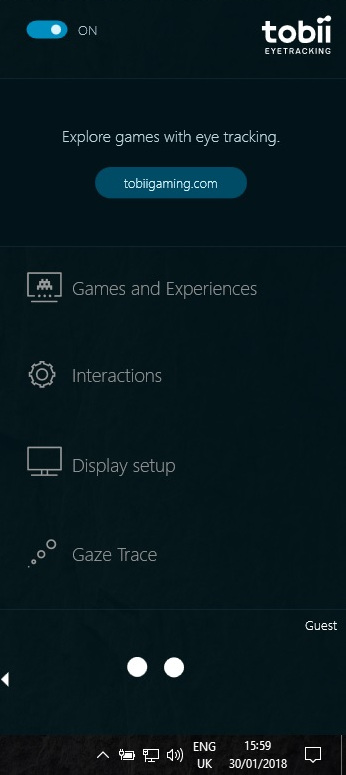 ON
tobii
EYETRACKING
Explore games with eye tracking.
tobiigaming.com
Games and Experiences
Interactions
Display setup
Gaze Trace
Guest
ENG
UK
15:59
30/01/2018